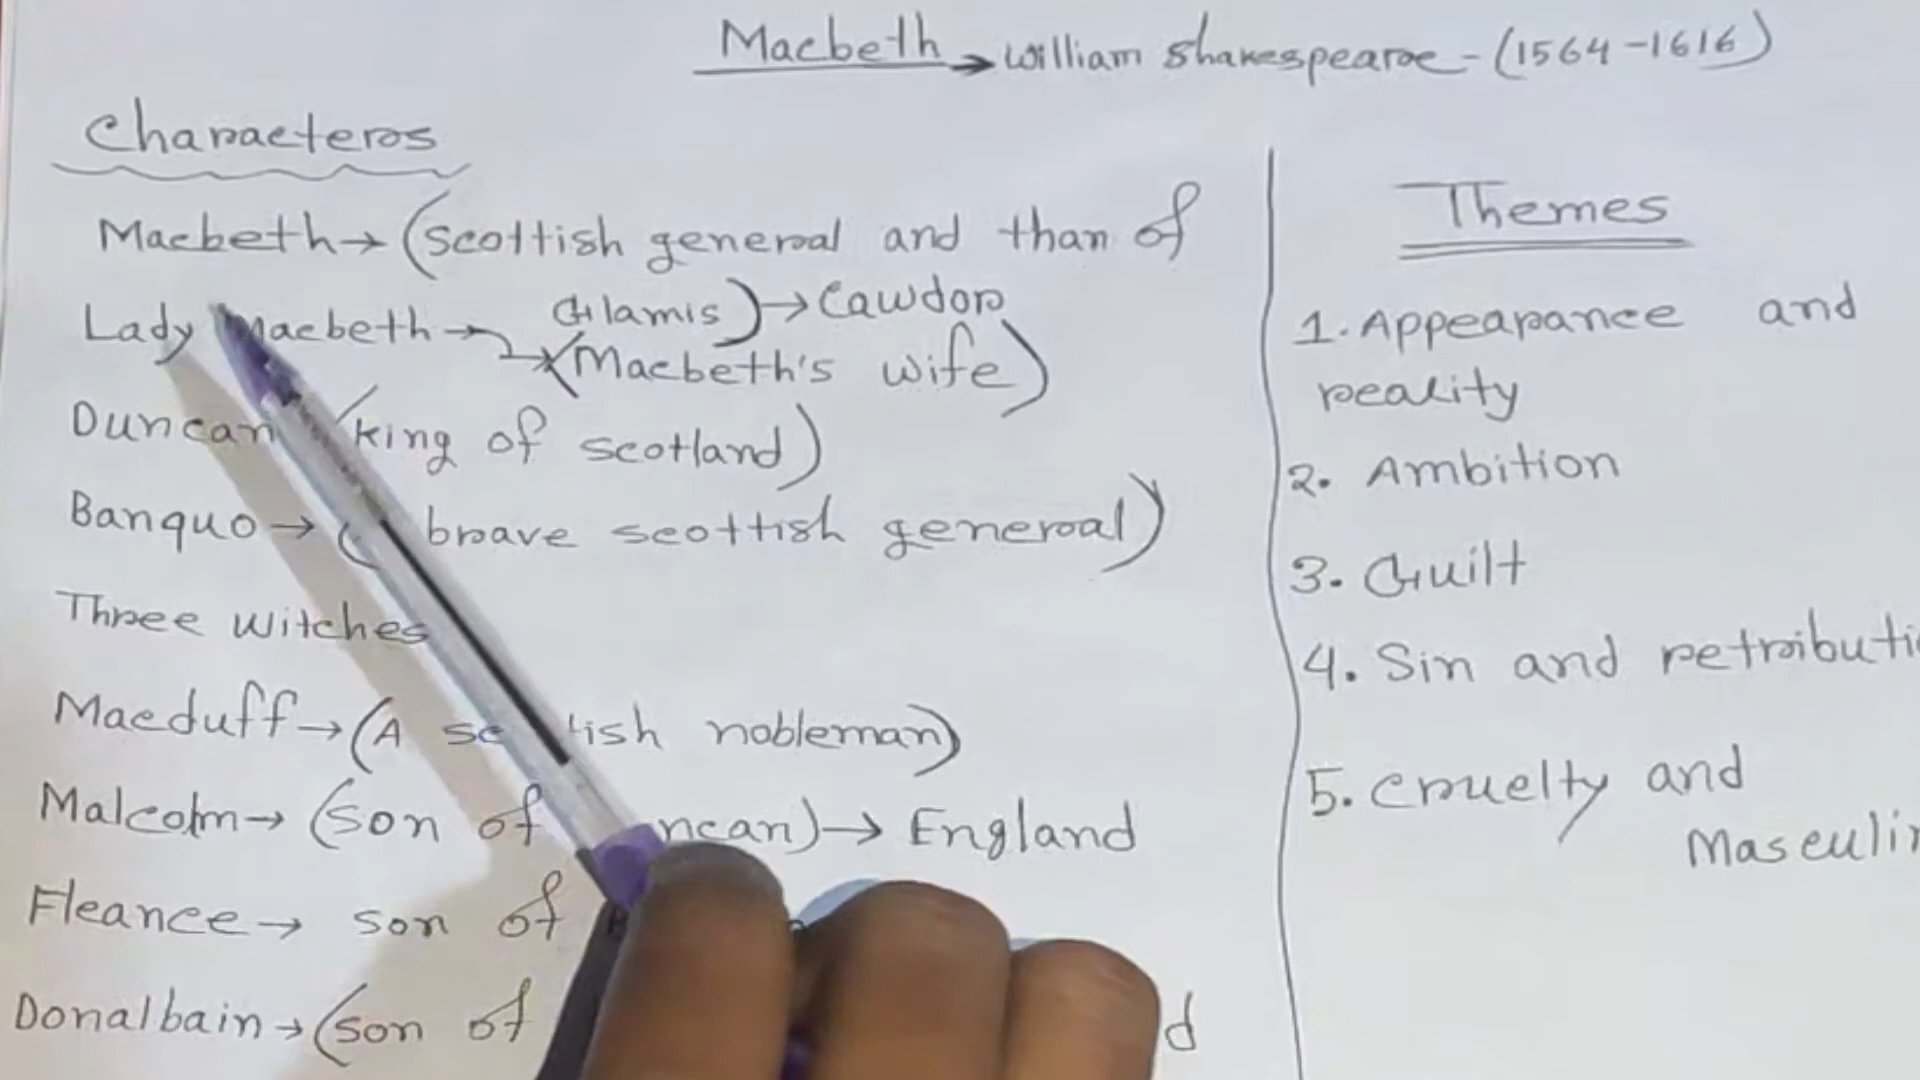 Macbeth → William Shakespeare - (1564-1616)
Characters
Macbeth → (Scottish general and than of
Glamis) → Cawdor
Lady Macbeth →
(Macbeth's wife)
Duncan (king of scotland)
Banquo → ( brave scottish general)
Three witches
Macduff → (A nobleman)
Malcolm → (son of → England
Fleance → son of
Donalbain → (son of
Themes
1. Appearance and
reality
2. Ambition
3. Guilt
4. Sin and
5. cruelty and